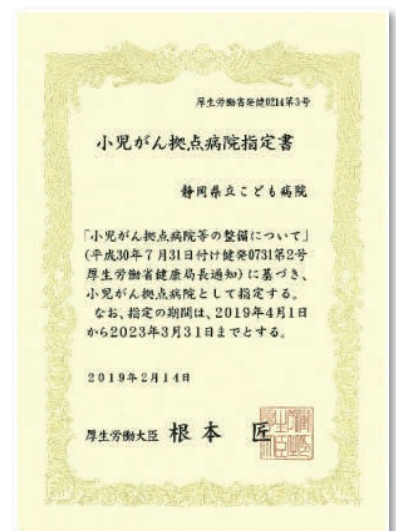 厚生労働省発健0214第3号
小児がん拠点病院指定書
静岡県立こども病院
「小児がん拠点病院等の整備について」
(平成30年7月31日付け健発0731第2号
厚生労働省健康局長通知)に基づき、
小児がん拠点病院として指定する。
なお、指定の期間は、2019年4月1日
から2023年3月31日までとする。
2019年2月14日
厚生労働大臣 根本 匠